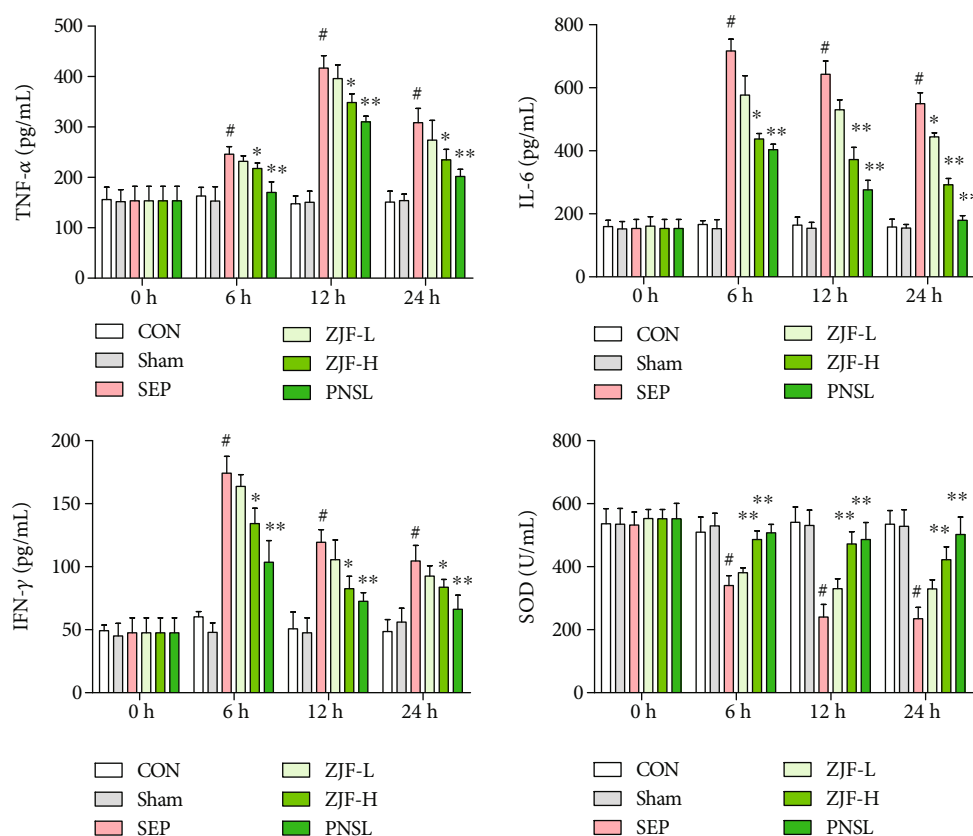 TNF-α (pg/mL)
500
400
300
200
100
0
#
*
**
#
*
**
#
*
**
0 h
6 h
12 h
24 h
CON
Sham
SEP
ZJF-L
ZJF-H
PNSL
IL-6 (pg/mL)
800
600
400
200
0
#
*
**
#
**
**
#
*
**
**
0 h
6 h
12 h
24 h
CON
Sham
SEP
ZJF-L
ZJF-H
PNSL
IFN-γ (pg/mL)
200
150
100
50
0
#
*
**
#
*
**
#
*
**
0 h
6 h
12 h
24 h
CON
Sham
SEP
ZJF-L
ZJF-H
PNSL
SOD (U/mL)
800
600
400
200
0
#
**
**
#
**
**
#
**
**
0 h
6 h
12 h
24 h
CON
Sham
SEP
ZJF-L
ZJF-H
PNSL